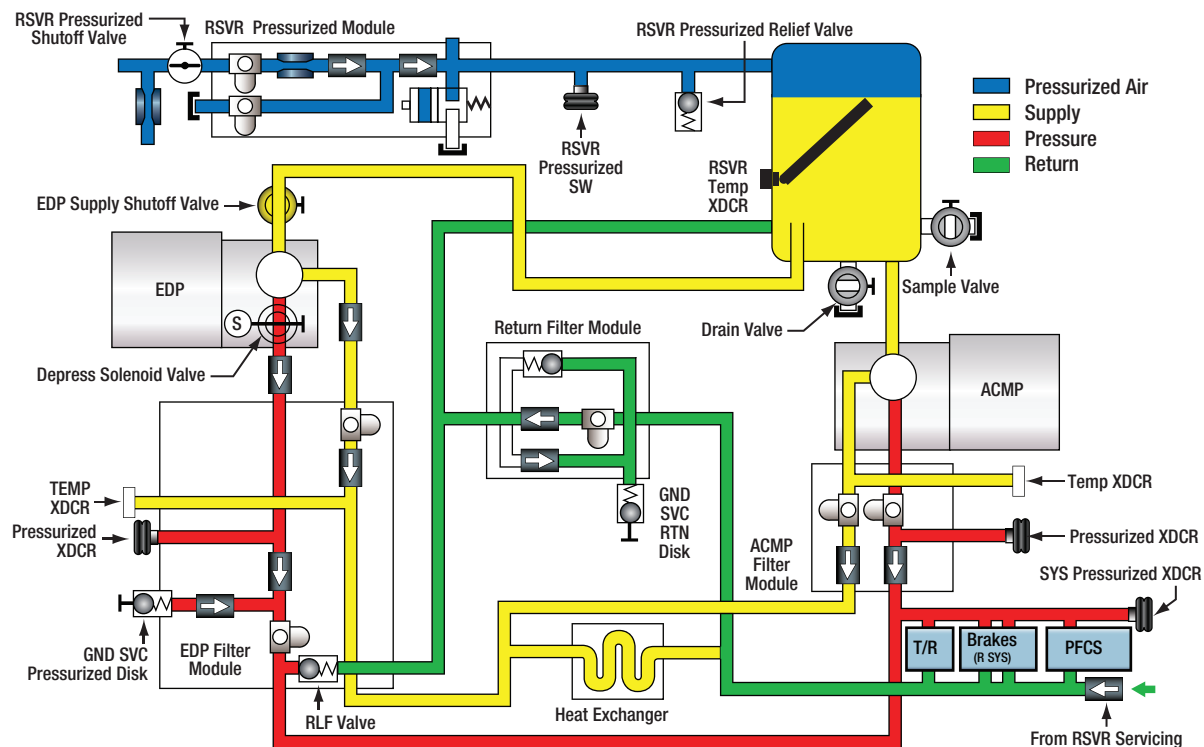 RSVR Pressurized
Shutoff Valve
RSVR Pressurized Module
RSVR Pressurized Relief Valve
Pressurized Air
Supply
Pressure
Return
RSVR
Pressurized
SW
RSVR
Temp
XDCR
EDP Supply Shutoff Valve
EDP
S
Depress Solenoid Valve
Sample Valve
Drain Valve
Return Filter Module
ACMP
TEMP
XDCR
Pressurized
XDCR
GND
SVC
RTN
Disk
Temp XDCR
Pressurized XDCR
ACMP
Filter
Module
SYS Pressurized XDCR
GND SVC
Pressurized Disk
EDP Filter
Module
RLF Valve
Heat Exchanger
T/R
Brakes
(R SYS)
PFCS
From RSVR Servicing